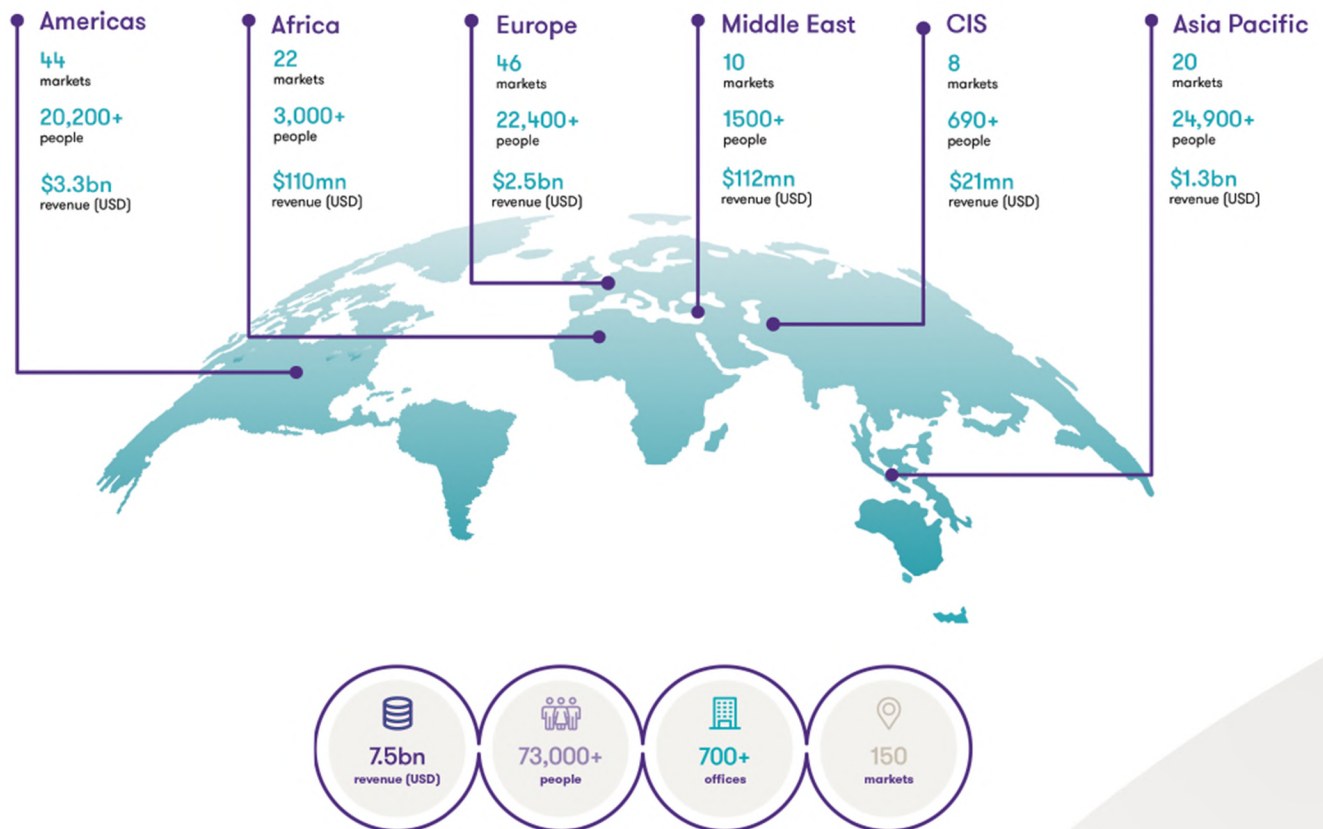 Americas
44
markets
20,200+
people
$3.3bn
revenue (USD)
Africa
22
markets
3,000+
people
$110mn
revenue (USD)
Europe
46
markets
22,400+
people
$2.5bn
revenue (USD)
Middle East
10
markets
1500+
people
$112mn
revenue (USD)
CIS
8
markets
690+
people
$21mn
revenue (USD)
Asia Pacific
20
markets
24,900+
people
$1.3bn
revenue (USD)
7.5bn
revenue (USD)
73,000+
people
700+
offices
150
markets